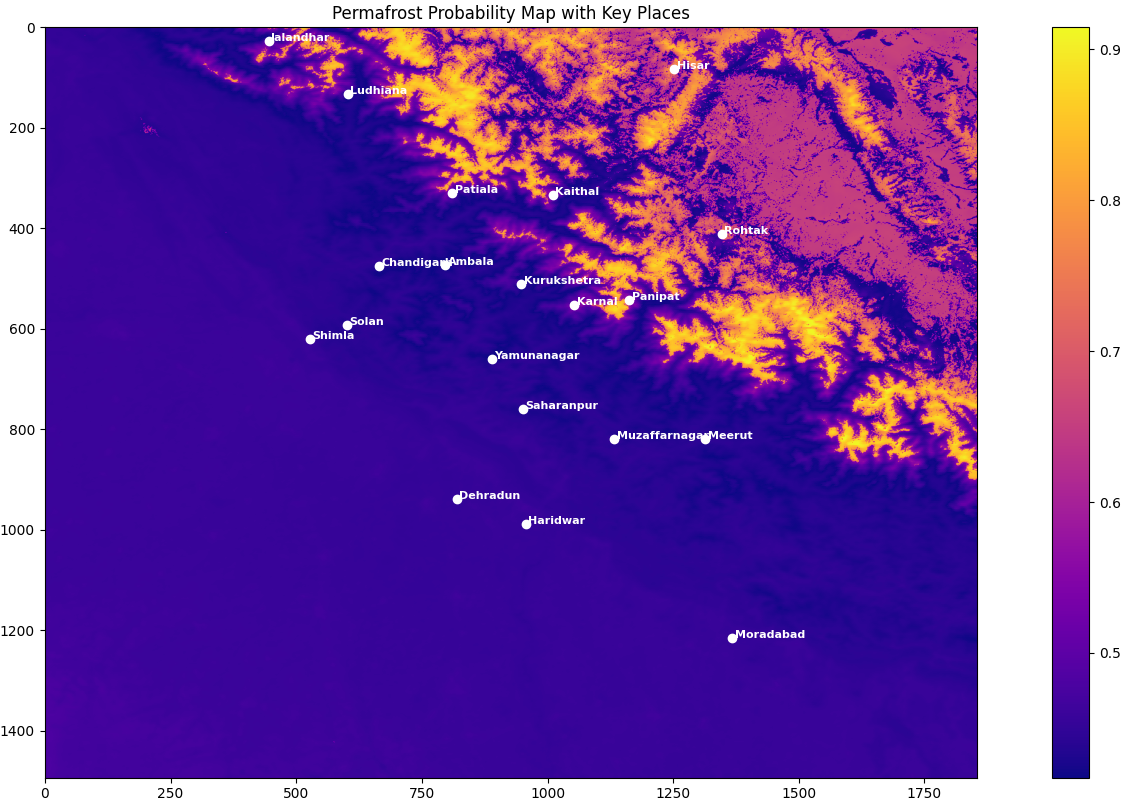 Permafrost Probability Map with Key Places
0
Jalandhar
Hisar
0.9
Ludhiana
200
Patiala
Kaithal
0.8
400
Rohtak
Chandigarh
Ambala
Kurukshetra
Karnal
Panipat
600
Solan
Shimla
0.7
Yamunanagar
Saharanpur
800
Muzaffarnagar
Meerut
Dehradun
0.6
1000
Haridwar
1200
Moradabad
0.5
1400
0 250 500 750 1000 1250 1500 1750